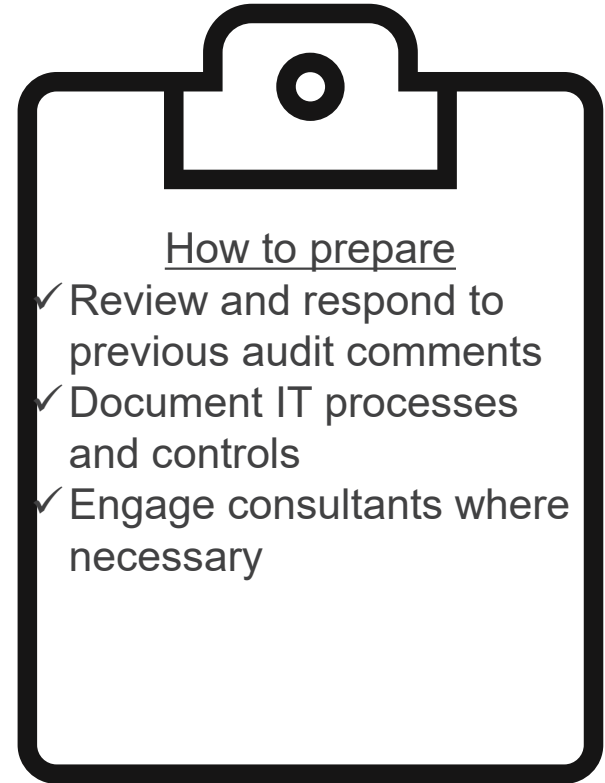 How to prepare
✓ Review and respond to
previous audit comments
✓ Document IT processes
and controls
✓ Engage consultants where
necessary